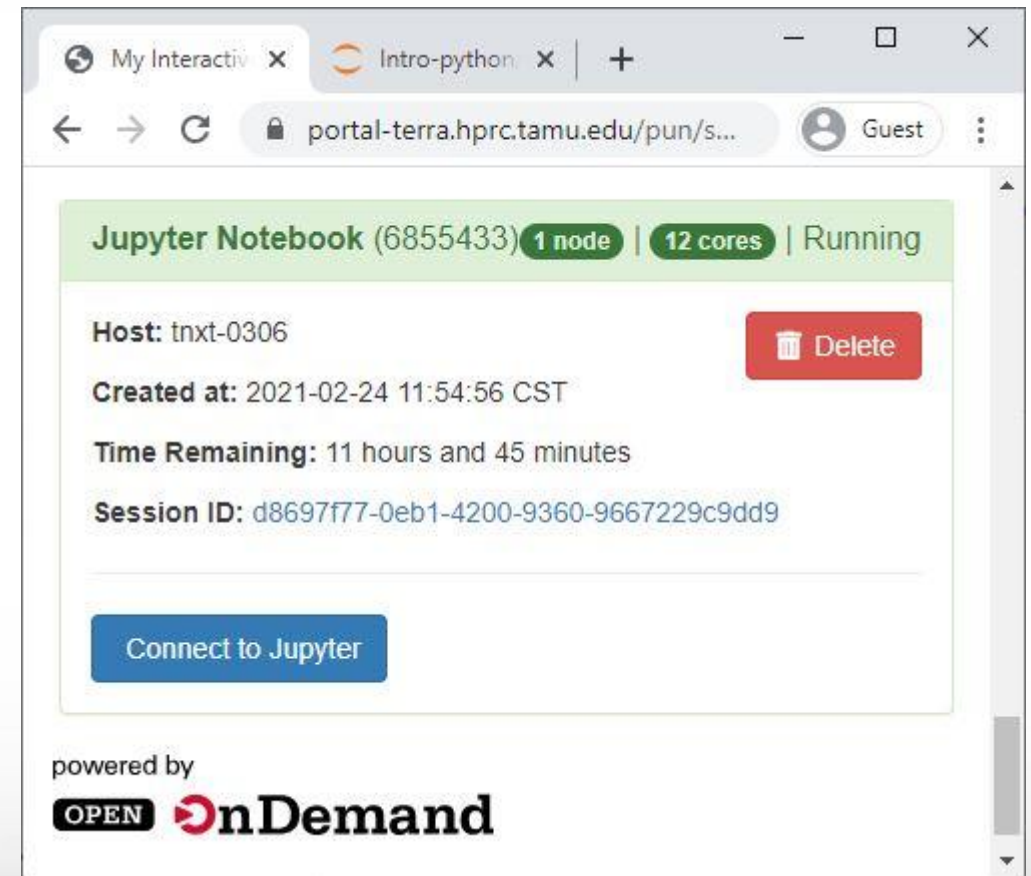 My Interactiv
Intro-python
portal-terra.hprc.tamu.edu/pun/s...
Guest
Jupyter Notebook (6855433) 1 node | 12 cores | Running
Host: tnxt-0306
Delete
Created at: 2021-02-24 11:54:56 CST
Time Remaining: 11 hours and 45 minutes
Session ID: d8697f77-0eb1-4200-9360-9667229c9dd9
Connect to Jupyter
powered by
OPEN OnDemand